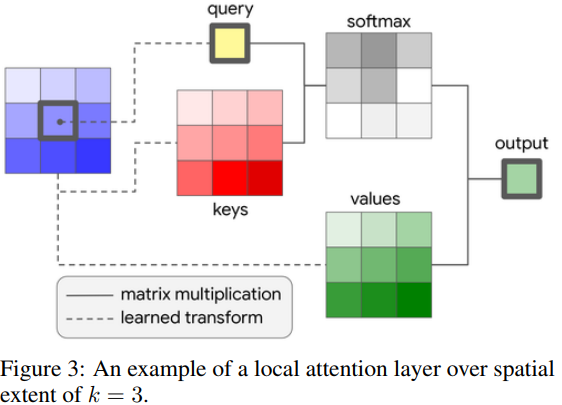 query
softmax
keys
values
output
matrix multiplication
learned transform
Figure 3: An example of a local attention layer over spatial
extent of k = 3.